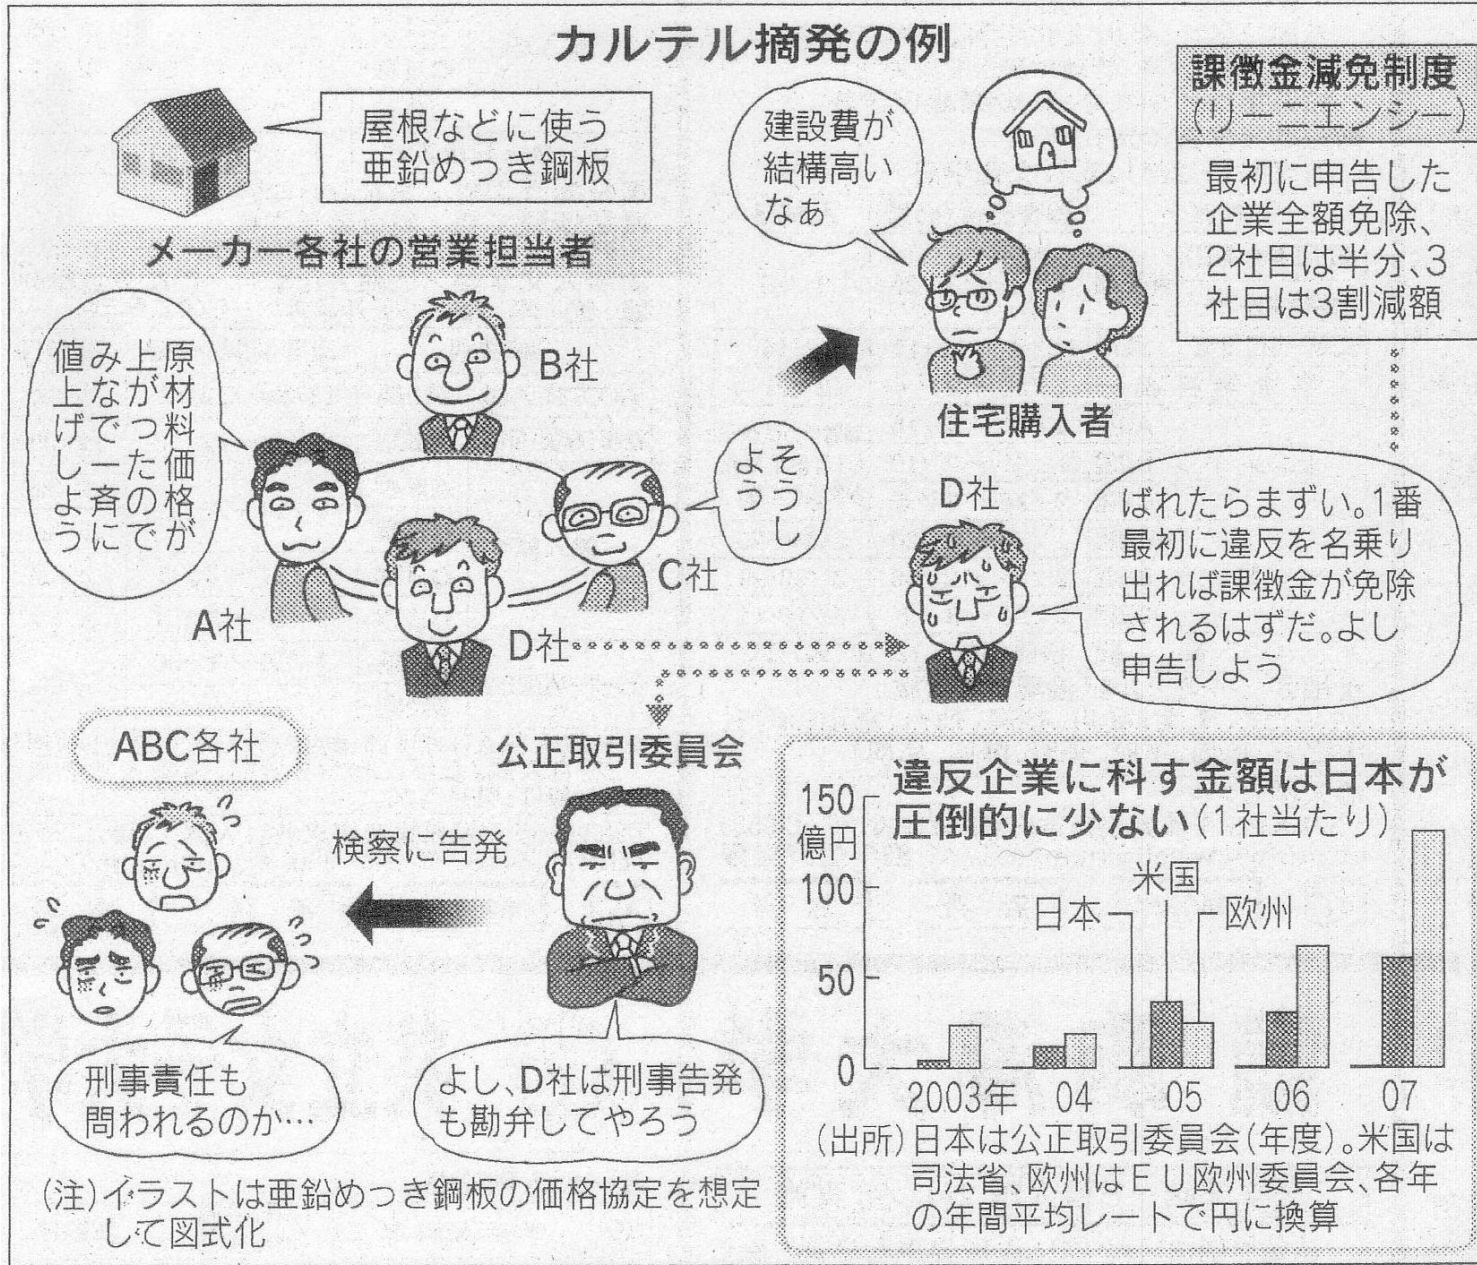 カルテル摘発の例
屋根などに使う
亜鉛めっき鋼板
メーカー各社の営業担当者
原材料価格が
上がったので
みなで一斉に
値上げしよう
B社
A社
C社
D社
そうし
よう
建設費が
結構高い
なぁ
住宅購入者
課徴金減免制度
(リーニエンシー)
最初に申告した
企業全額免除、
2社目は半分、3
社目は3割減額
D社
ばれたらまずい。1番
最初に違反を名乗り
出れば課徴金が免除
されるはずだ。よし
申告しよう
公正取引委員会
よし、D社は刑事告発
も勘弁してやろう
検察に告発
ABC各社
刑事責任も
問われるのか…
(注)イラストは亜鉛めっき鋼板の価格協定を想定
して図式化
違反企業に科す金額は日本が
圧倒的に少ない(1社当たり)
150
億円
100
50
0
米国
日本
欧州
2003年 04 05 06 07
(出所)日本は公正取引委員会(年度)。米国は
司法省、欧州はEU欧州委員会、各年
の年間平均レートで円に換算